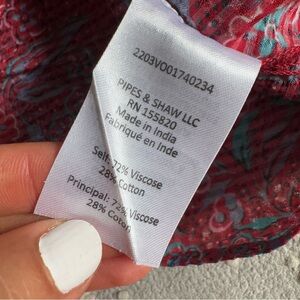 2203VO01740234
PIPES & SHAW LLC
RN 155820
Made in India
Fabriqué en Inde
Self: 72% Viscose
28% Cotton
Principal: 72% Viscose
28% Coton